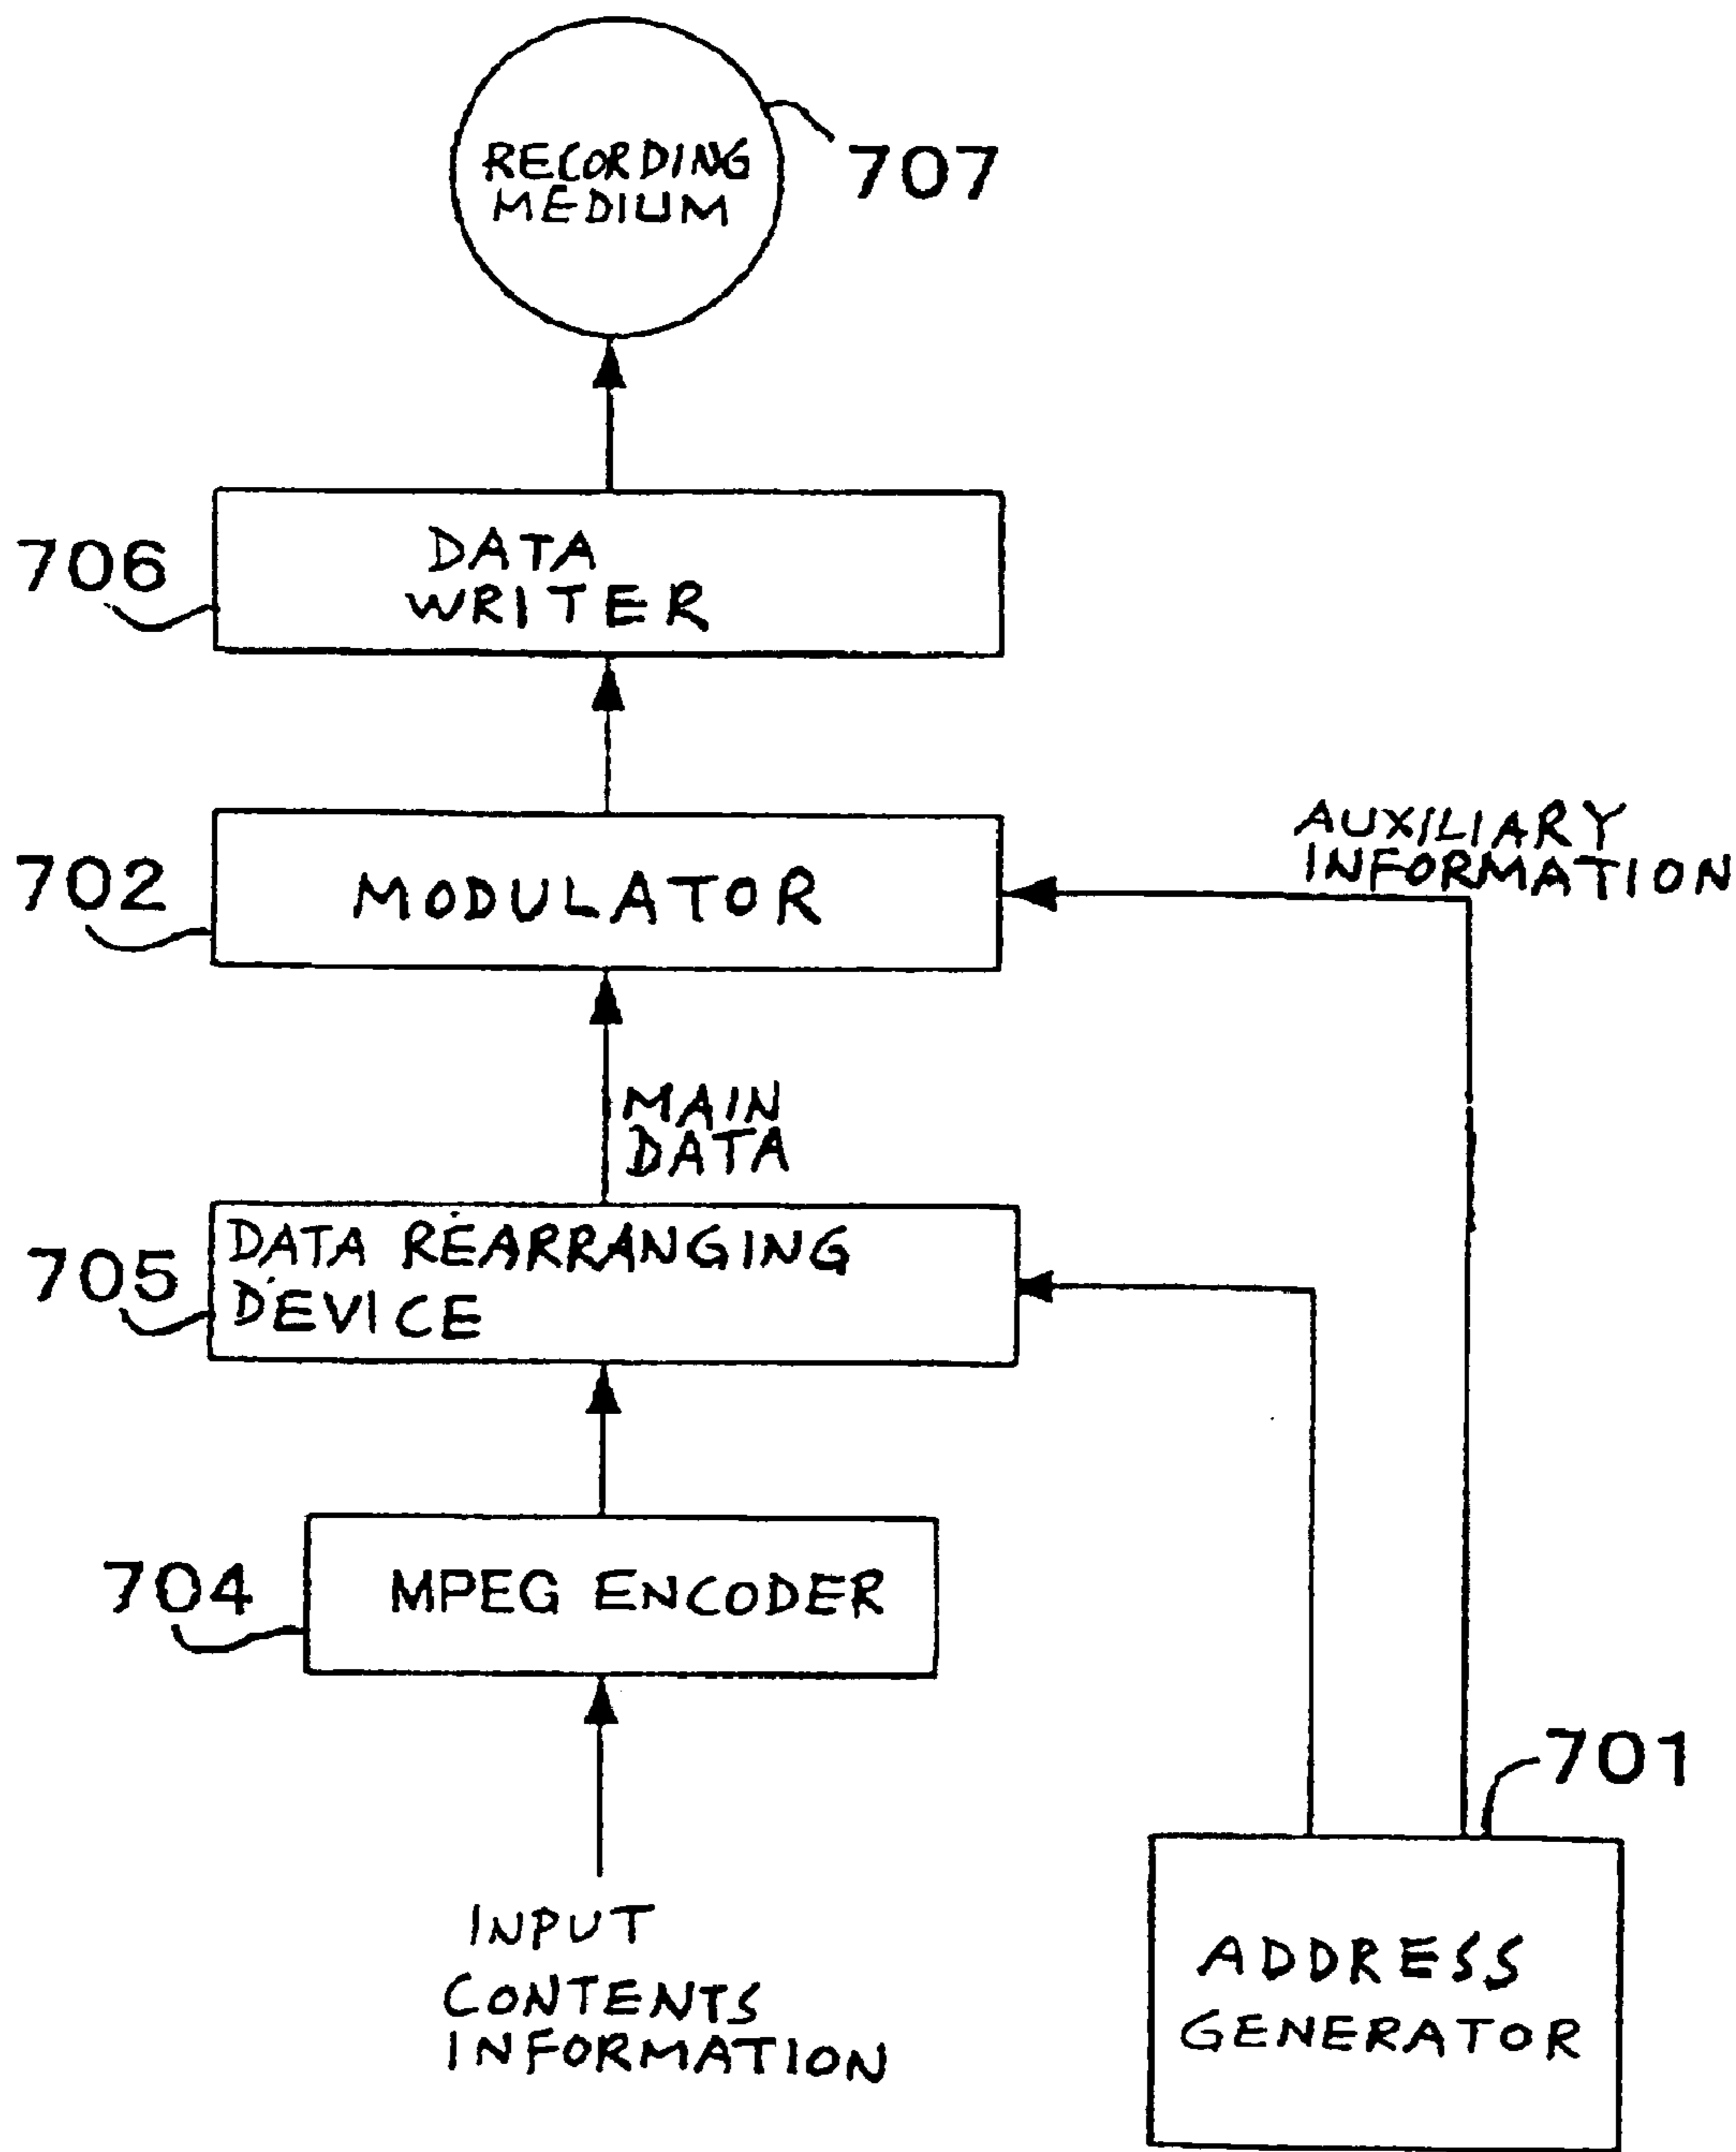 RECORDING
MEDIUM
707
706
DATA
WRITER
702
MODULATOR
AUXILIARY
INFORMATION
MAIN
DATA
705
DATA REARRANGING
DEVICE
704
MPEG ENCODER
701
INPUT
CONTENTS
INFORMATION
ADDRESS
GENERATOR